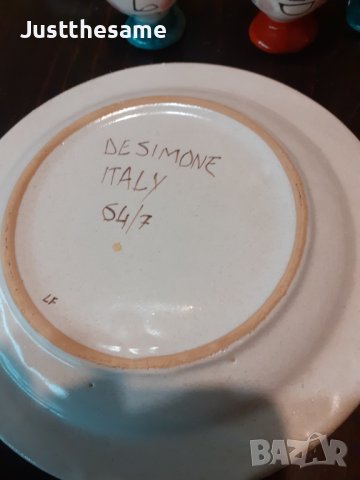 Justthesame
DESIMONE
ITALY
64/7
LF
BAZAR